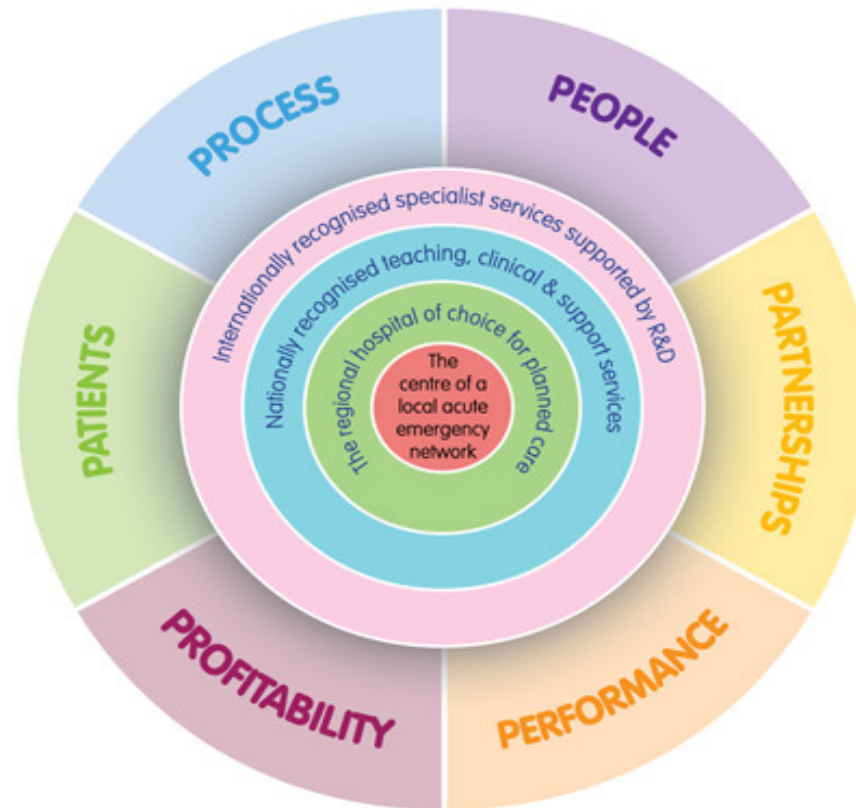 PROCESS
PEOPLE
PARTNERSHIPS
PERFORMANCE
PROFITABILITY
PATIENTS
Internationally recognised specialist services supported by R&D
Nationally recognised teaching, clinical & support services
The regional hospital of choice for planned care
The
centre of a
local acute
emergency
network